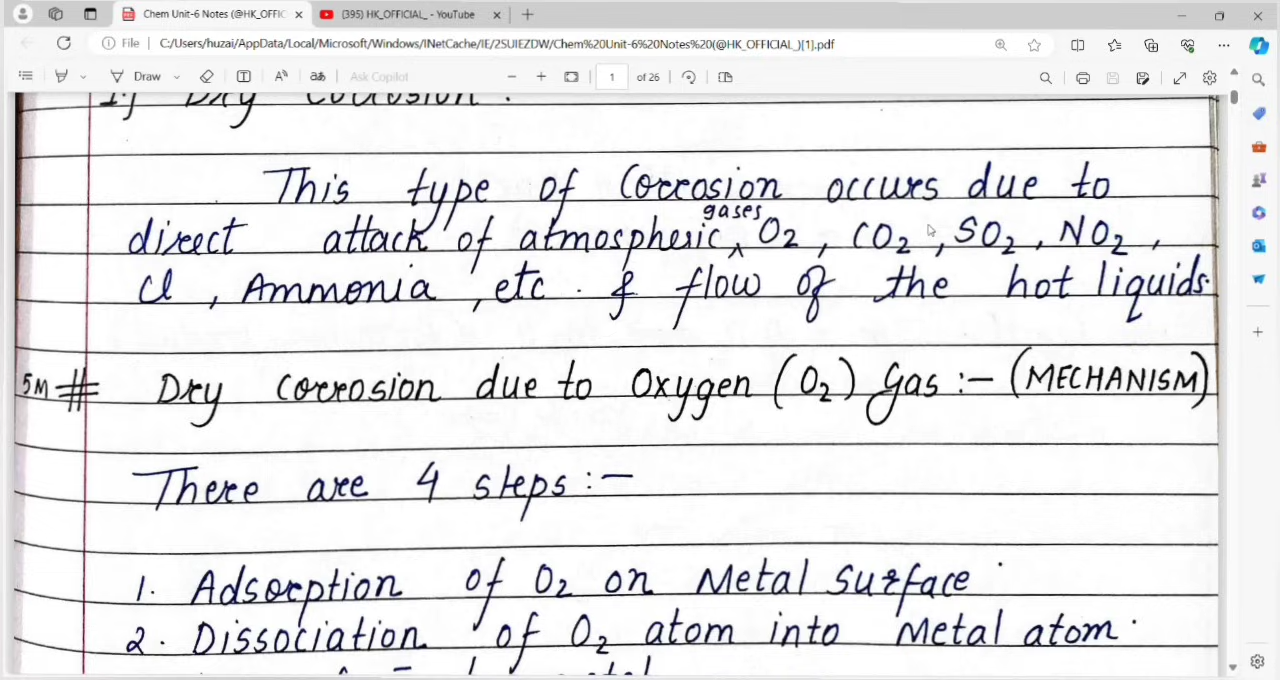 Chem Unit-6 Notes (@HK_OFFIC
(395) HK_OFFICIAL_ - YouTube
File C:/Users/huzai/AppData/Local/Microsoft/Windows/INetCache/IE/2SUIEZDW/Chem%20Unit-6%20Notes%20(@HK_OFFICIAL_)[1].pdf
Draw Ask Copilot 1 of 26
1) Dry Corrosion :
This type of Corrosion occurs due to
gases
direct attack of atmospheric ^ O2 , CO2 , SO2 , NO2 ,
Cl , Ammonia , etc . & flow of the hot liquids.
5M # Dry Corrosion due to Oxygen (O2) Gas :- (MECHANISM)
There are 4 steps :-
1. Adsorption of O2 on Metal Surface .
2. Dissociation of O2 atom into Metal atom .